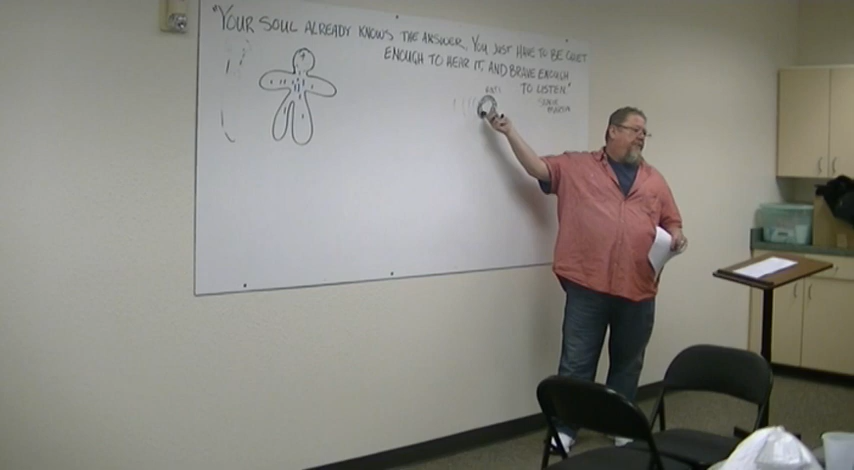 "YOUR SOUL ALREADY KNOWS THE ANSWER. YOU JUST HAVE TO BE QUIET
ENOUGH TO HEAR IT, AND BRAVE ENOUGH
TO LISTEN."